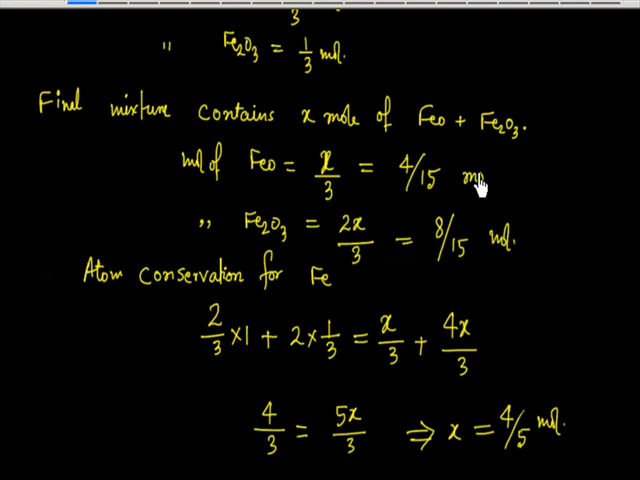 3
" Fe₂O₃ = 1/3 mol.
Final mixture contains x mole of FeO + Fe₂O₃.
mol of FeO = x/3 = 4/15 mo
" Fe₂O₃ = 2x/3 = 8/15 mol.
Atom conservation for Fe
2/3 × 1 + 2 × 1/3 = x/3 + 4x/3
4/3 = 5x/3 ⇒ x = 4/5 mol.